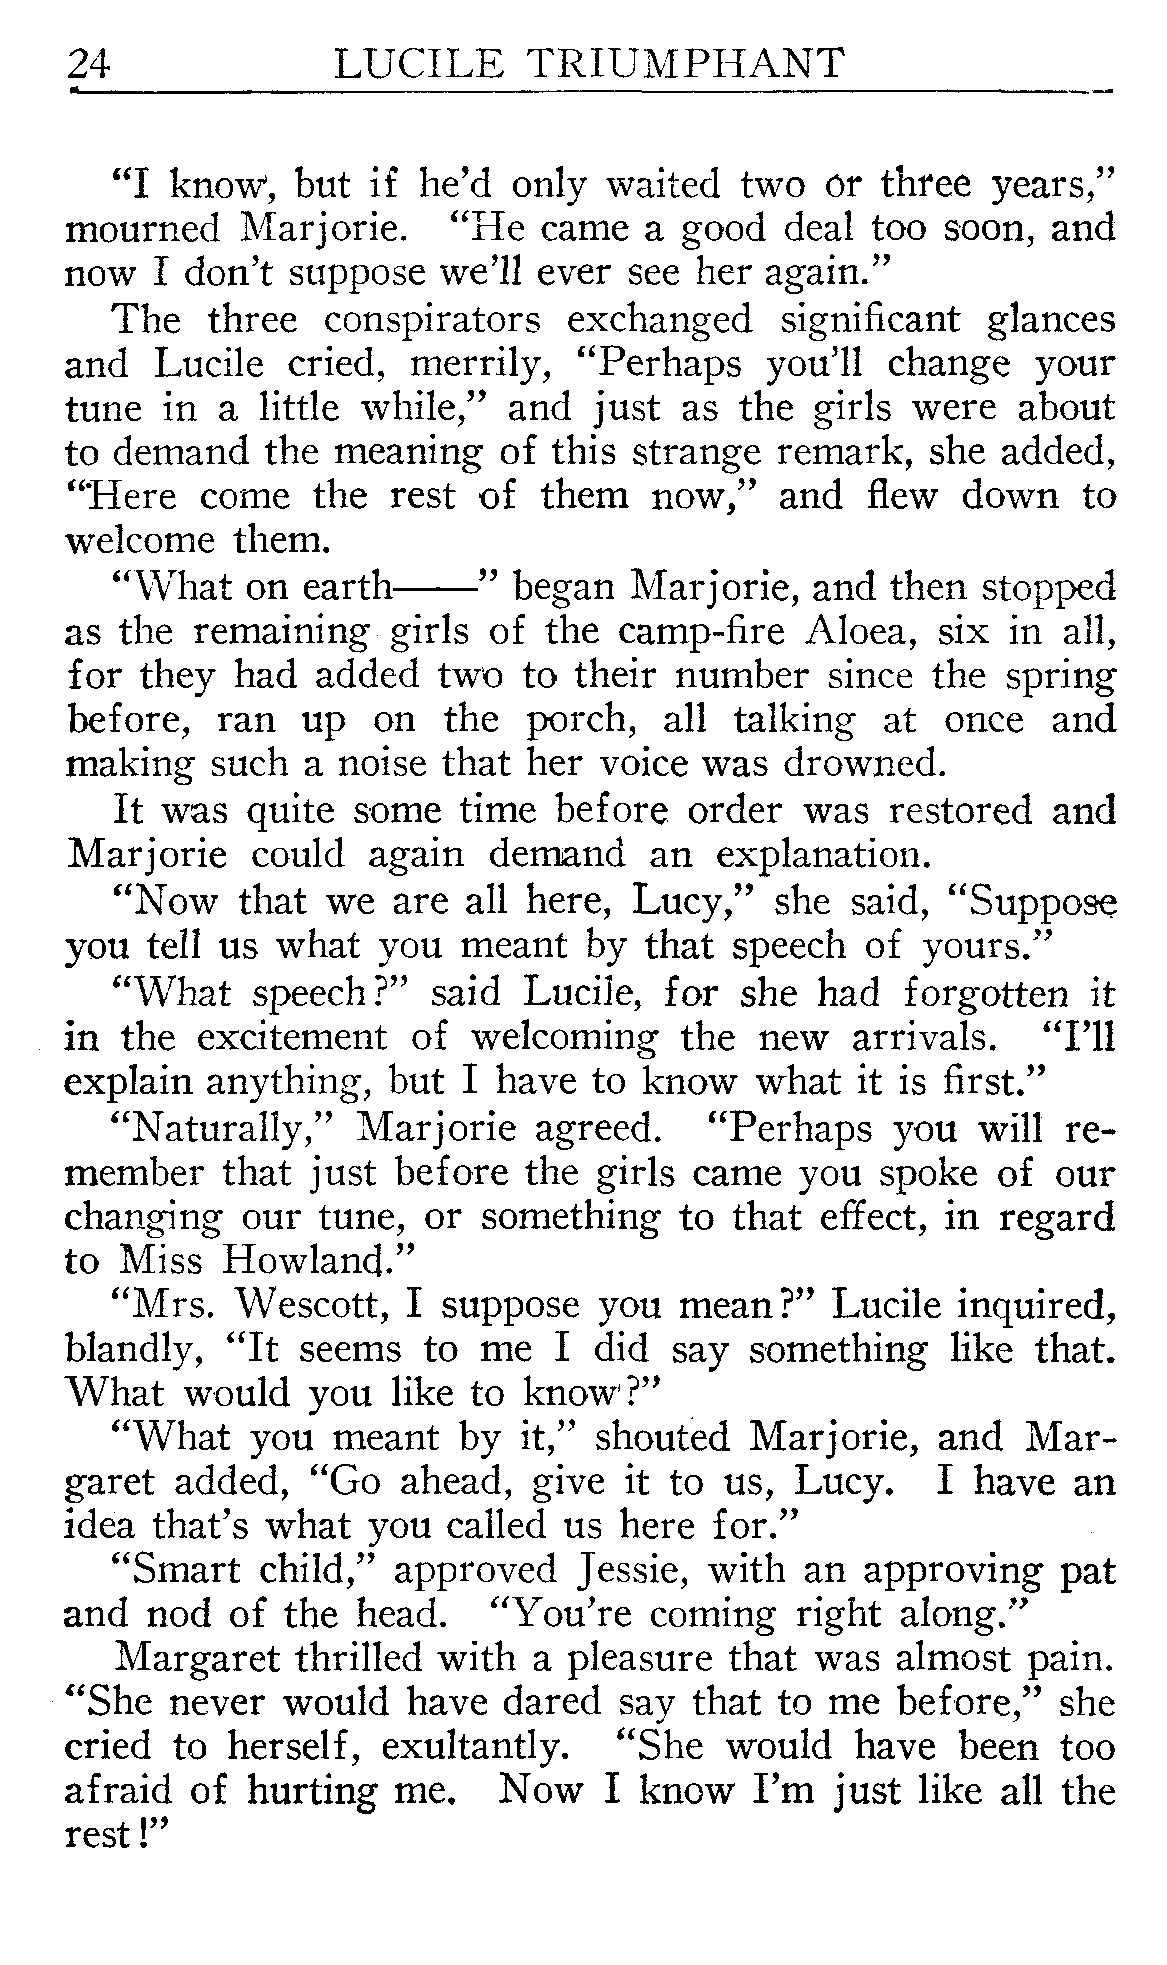 24 LUCILE TRIUMPHANT
“I know, but if he’d only waited two or three years,”
mourned Marjorie. “He came a good deal too soon, and
now I don’t suppose we’ll ever see her again.”
The three conspirators exchanged significant glances
and Lucile cried, merrily, “Perhaps you’ll change your
tune in a little while,” and just as the girls were about
to demand the meaning of this strange remark, she added,
“Here come the rest of them now,” and flew down to
welcome them.
“What on earth——” began Marjorie, and then stopped
as the remaining girls of the camp-fire Aloea, six in all,
for they had added two to their number since the spring
before, ran up on the porch, all talking at once and
making such a noise that her voice was drowned.
It was quite some time before order was restored and
Marjorie could again demand an explanation.
“Now that we are all here, Lucy,” she said, “Suppose
you tell us what you meant by that speech of yours.”
“What speech?” said Lucile, for she had forgotten it
in the excitement of welcoming the new arrivals. “I’ll
explain anything, but I have to know what it is first.”
“Naturally,” Marjorie agreed. “Perhaps you will re-
member that just before the girls came you spoke of our
changing our tune, or something to that effect, in regard
to Miss Howland.”
“Mrs. Wescott, I suppose you mean?” Lucile inquired,
blandly, “It seems to me I did say something like that.
What would you like to know?”
“What you meant by it,” shouted Marjorie, and Mar-
garet added, “Go ahead, give it to us, Lucy. I have an
idea that’s what you called us here for.”
“Smart child,” approved Jessie, with an approving pat
and nod of the head. “You’re coming right along.”
Margaret thrilled with a pleasure that was almost pain.
“She never would have dared say that to me before,” she
cried to herself, exultantly. “She would have been too
afraid of hurting me. Now I know I’m just like all the
rest!”